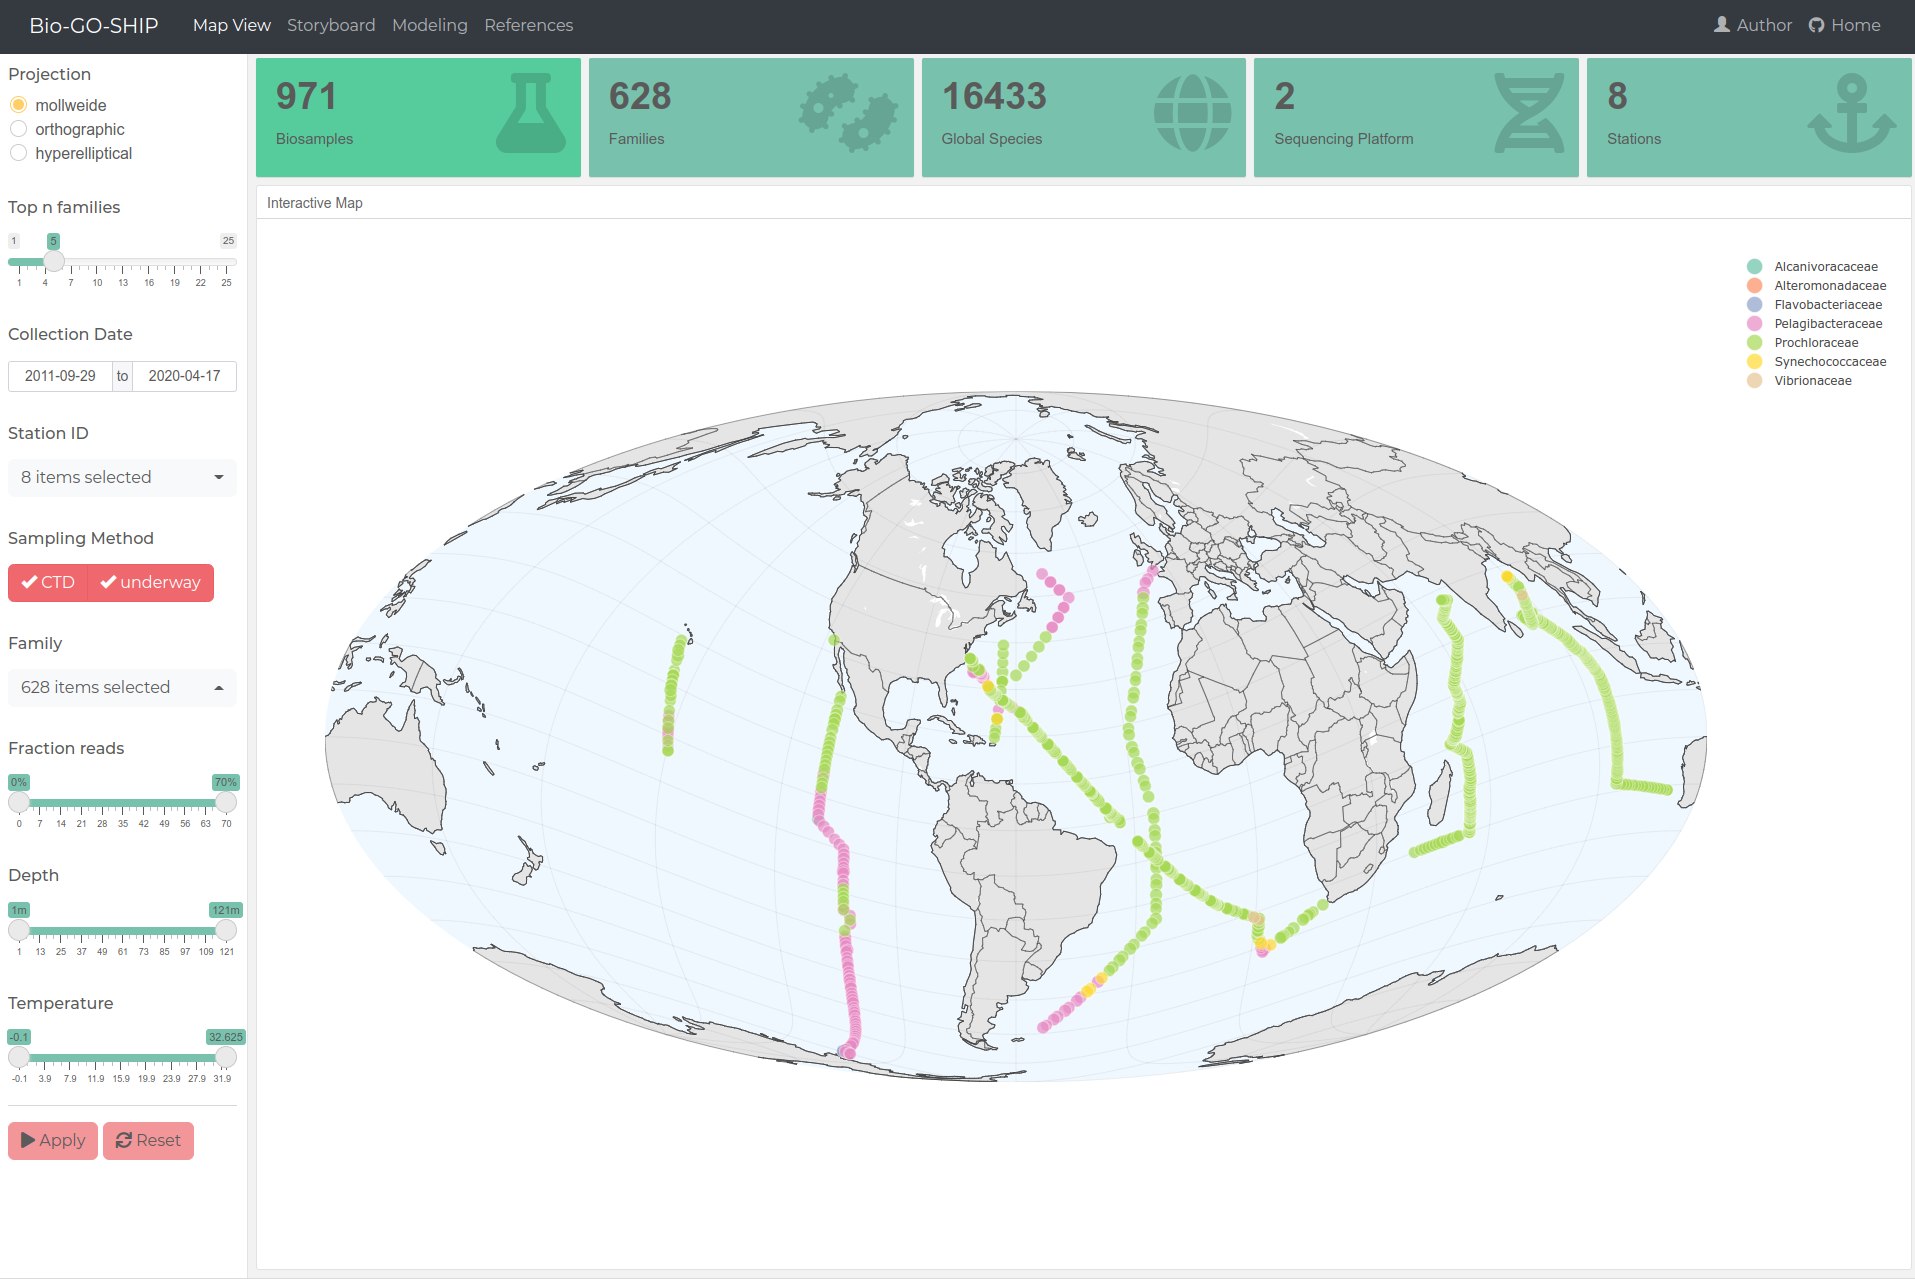 Bio-GO-SHIP Map View Storyboard Modeling References Author Home
Projection
mollweide
orthographic
hyperelliptical
Top n families
1 5 25
1 4 7 10 13 16 19 22 25
Collection Date
2011-09-29 to 2020-04-17
Station ID
8 items selected
Sampling Method
CTD underway
Family
628 items selected
Fraction reads
0% 70%
0 7 14 21 28 35 42 49 56 63 70
Depth
1m 121m
1 13 25 37 49 61 73 85 97 109 121
Temperature
-0.1 32.625
-0.1 3.9 7.9 11.9 15.9 19.9 23.9 27.9 31.9
Apply Reset
971
Biosamples
628
Families
16433
Global Species
2
Sequencing Platform
8
Stations
Interactive Map
Alcanivoracaceae
Alteromonadaceae
Flavobacteriaceae
Pelagibacteraceae
Prochloraceae
Synechococcaceae
Vibrionaceae